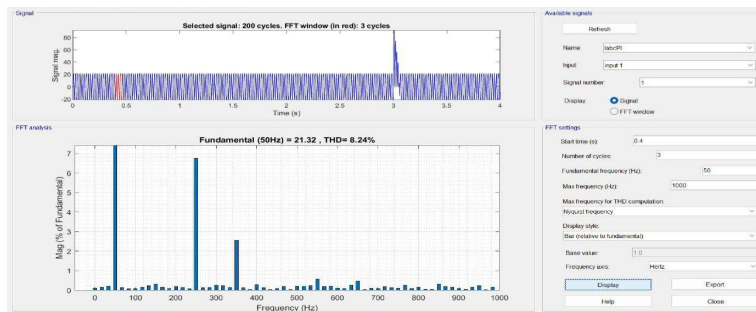 Signal
Selected signal: 200 cycles. FFT window (in red): 3 cycles
Signal mag.
80
60
40
20
0
-20
0 0.5 1 1.5 2 2.5 3 3.5 4
Time (s)
FFT analysis
Fundamental (50Hz) = 21.32 , THD= 8.24%
Mag (% of Fundamental)
7
6
5
4
3
2
1
0
0 100 200 300 400 500 600 700 800 900 1000
Frequency (Hz)
Available signals
Refresh
Name: IabcPI
Input: input 1
Signal number: 1
Display: Signal
FFT window
FFT settings
Start time (s): 0.4
Number of cycles: 3
Fundamental frequency (Hz): 50
Max frequency (Hz): 1000
Max frequency for THD computation:
Nyquist frequency
Display style:
Bar (relative to fundamental)
Base value: 1.0
Frequency axis: Hertz
Display Export
Help Close